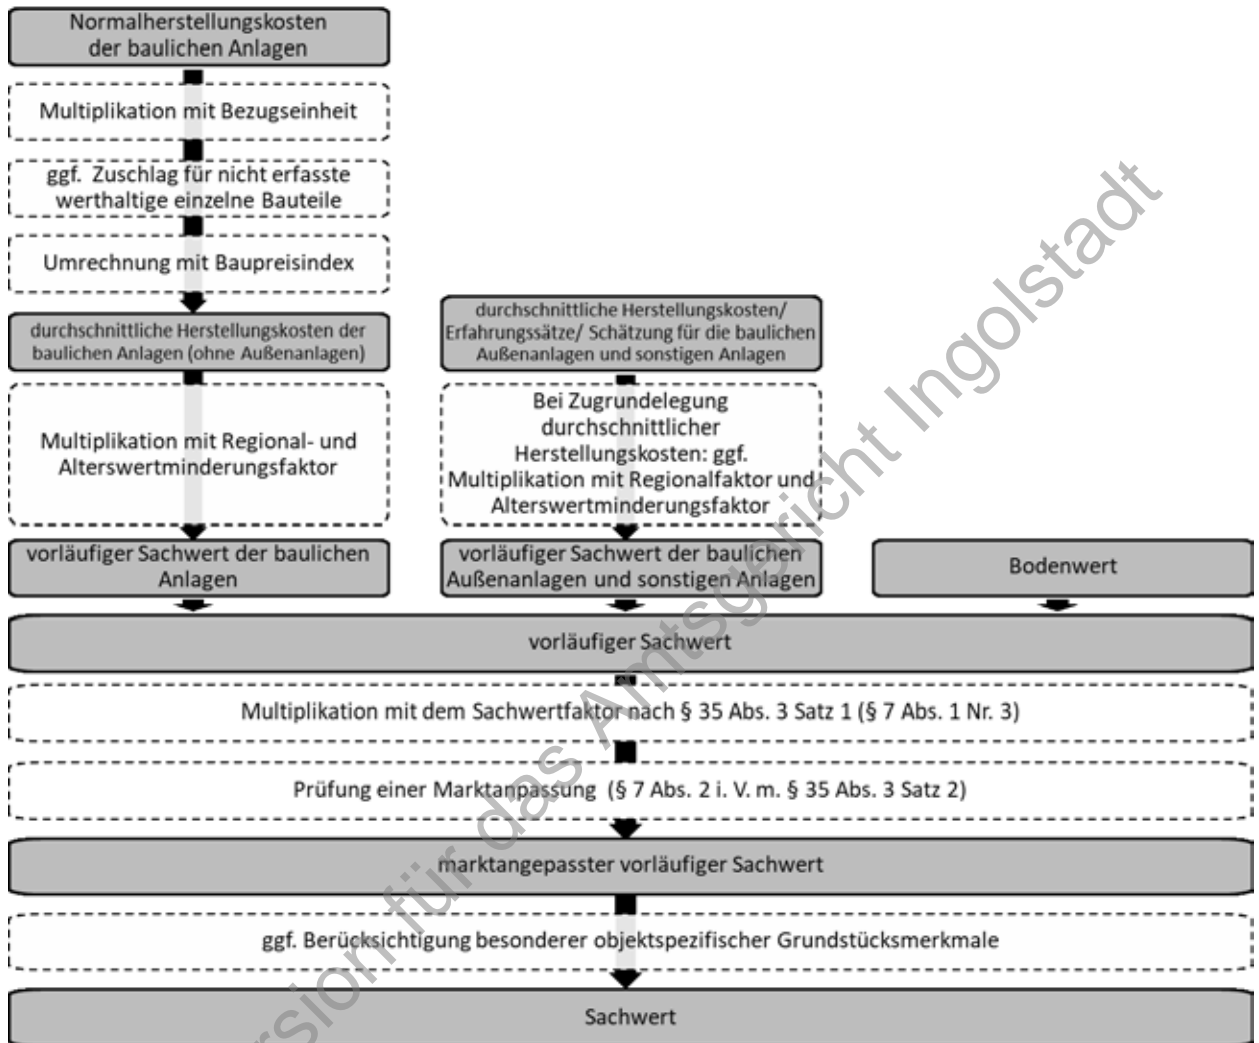 Normalherstellungskosten
der baulichen Anlagen
Multiplikation mit Bezugseinheit
ggf. Zuschlag für nicht erfasste
werthaltige einzelne Bauteile
Umrechnung mit Baupreisindex
durchschnittliche Herstellungskosten der
baulichen Anlagen (ohne Außenanlagen)
Multiplikation mit Regional- und
Alterswertminderungsfaktor
vorläufiger Sachwert der baulichen
Anlagen
durchschnittliche Herstellungskosten/
Erfahrungssätze/ Schätzung für die baulichen
Außenanlagen und sonstigen Anlagen
Bei Zugrundelegung
durchschnittlicher
Herstellungskosten: ggf.
Multiplikation mit Regionalfaktor und
Alterswertminderungsfaktor
vorläufiger Sachwert der baulichen
Außenanlagen und sonstigen Anlagen
Bodenwert
vorläufiger Sachwert
Multiplikation mit dem Sachwertfaktor nach § 35 Abs. 3 Satz 1 (§ 7 Abs. 1 Nr. 3)
Prüfung einer Marktanpassung (§ 7 Abs. 2 i. V. m. § 35 Abs. 3 Satz 2)
marktangepasster vorläufiger Sachwert
ggf. Berücksichtigung besonderer objektspezifischer Grundstücksmerkmale
Sachwert
für das Amtsgericht Ingolstadt